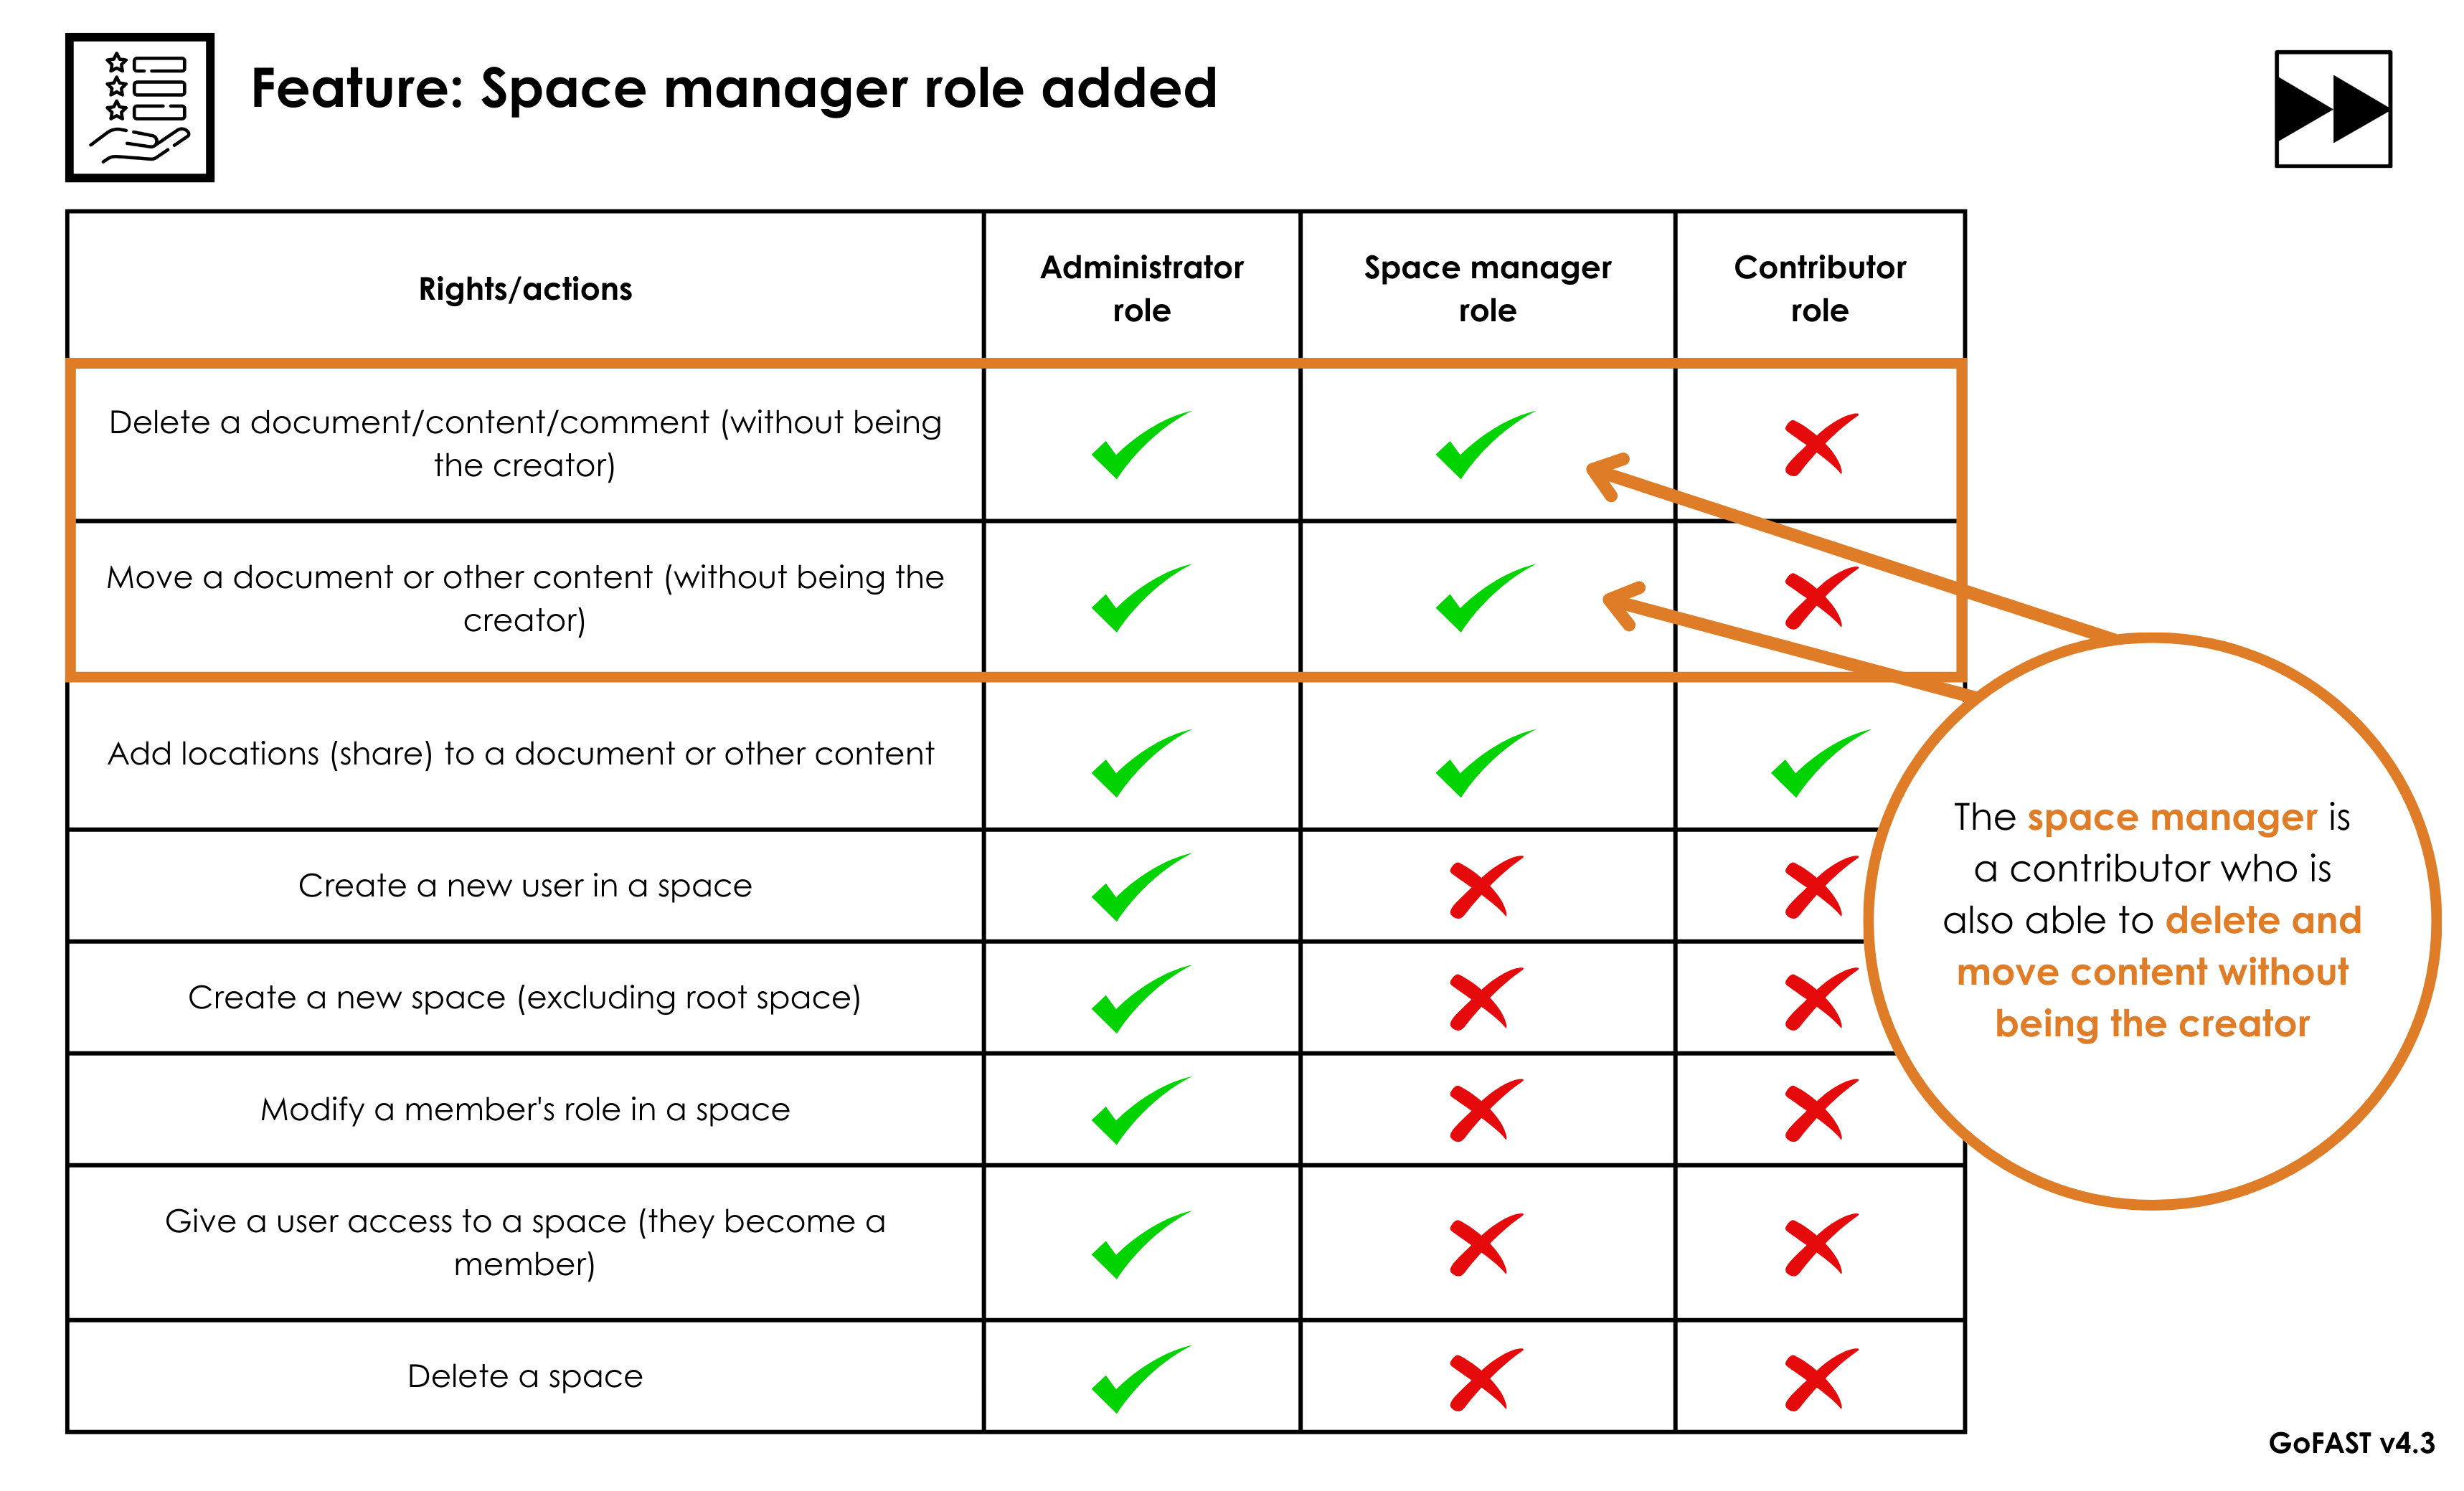 Feature: Space manager role added
Rights/actions
Administrator
role
Space manager
role
Contributor
role
Delete a document/content/comment (without being
the creator)
Move a document or other content (without being the
creator)
Add locations (share) to a document or other content
Create a new user in a space
Create a new space (excluding root space)
Modify a member's role in a space
Give a user access to a space (they become a
member)
Delete a space
The space manager is
a contributor who is
also able to delete and
move content without
being the creator
GoFAST v4.3